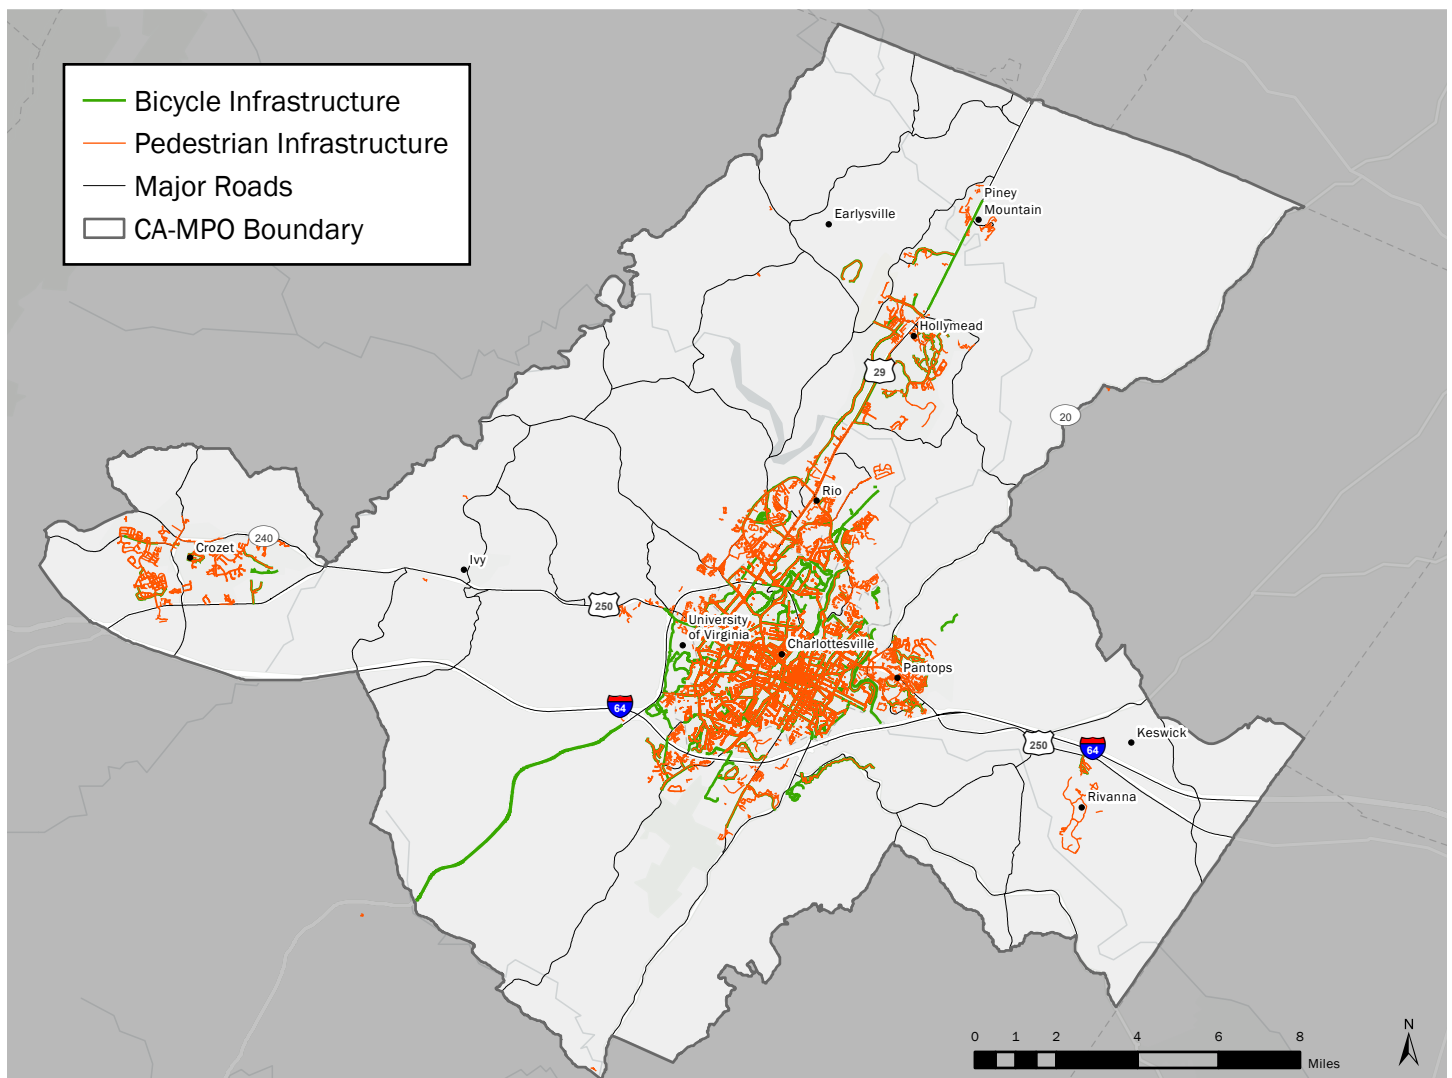 Bicycle Infrastructure
Pedestrian Infrastructure
Major Roads
CA-MPO Boundary
Piney
Mountain
Earlysville
Hollymead
29
20
Rio
240
Crozet
Ivy
250
University
of Virginia
Charlottesville
Pantops
64
250
64
Keswick
Rivanna
0 1 2 4 6 8
Miles
N